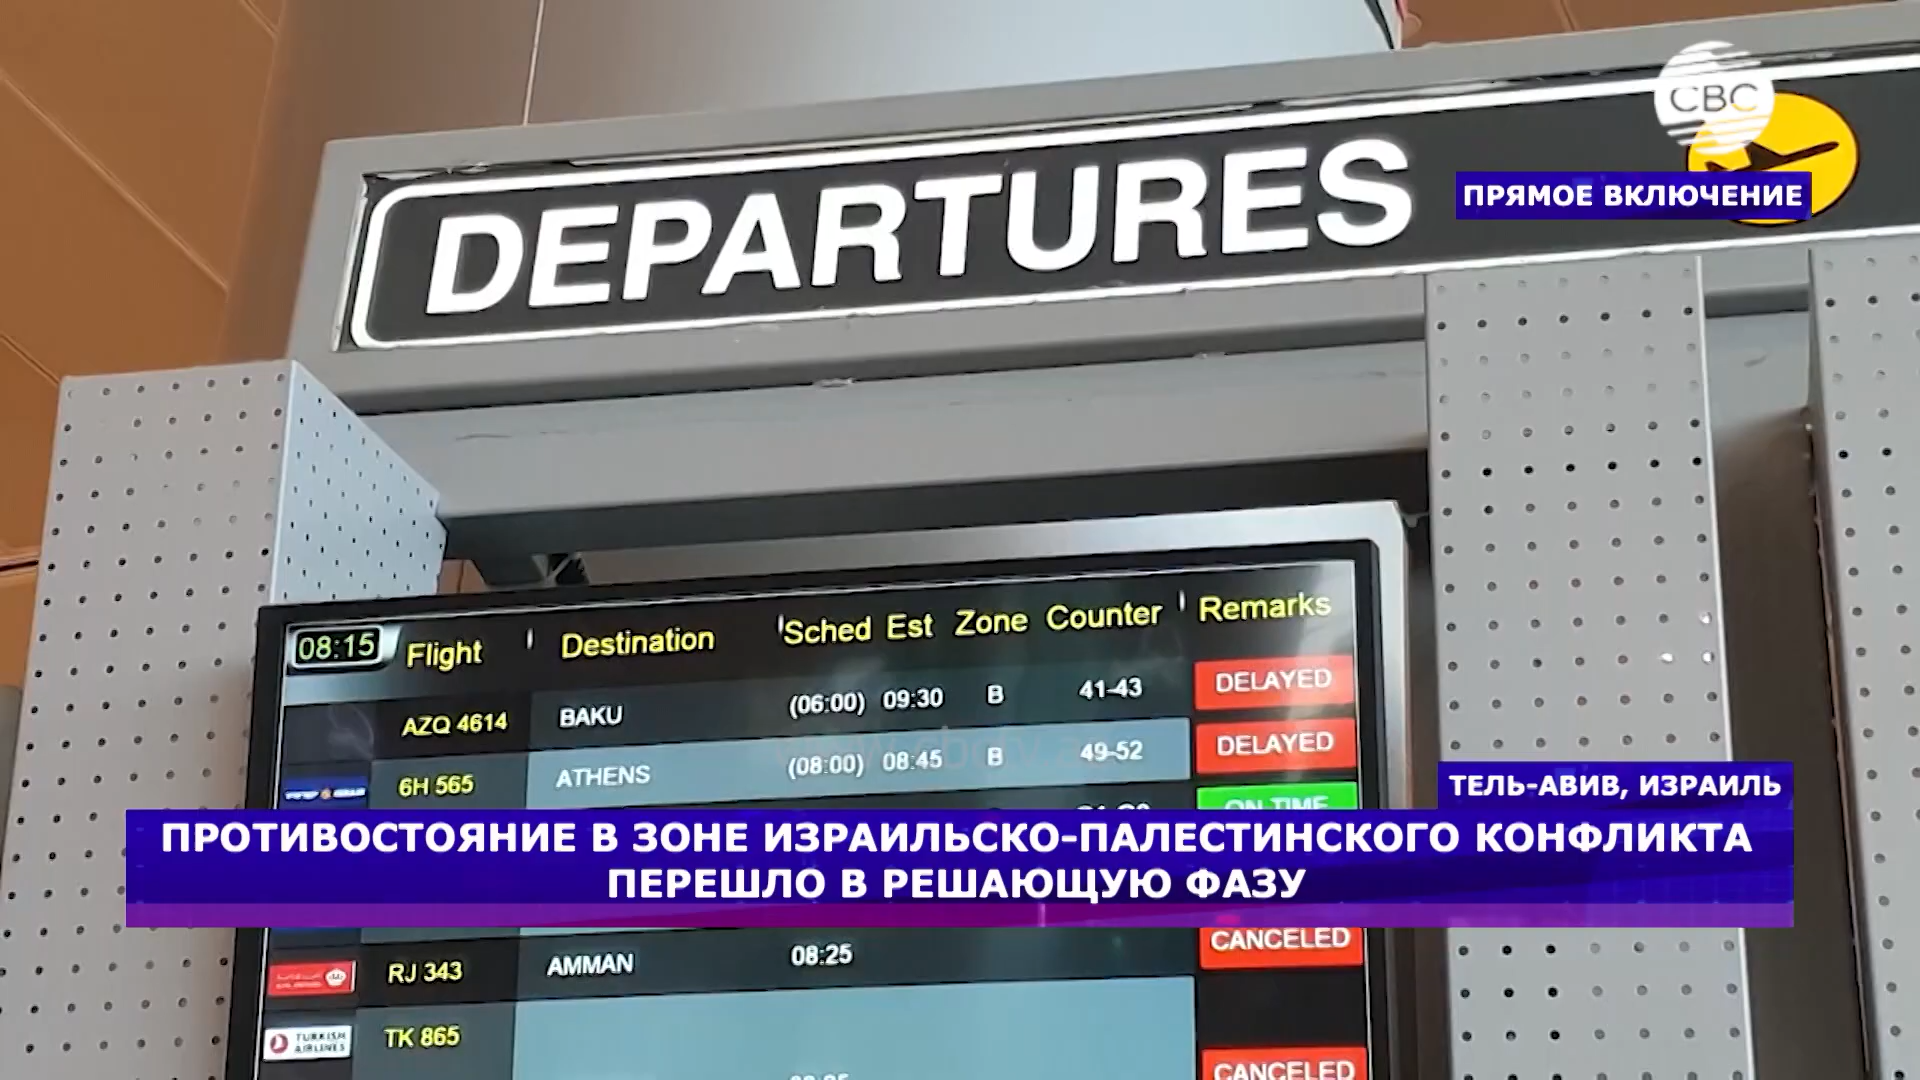 CBC
DEPARTURES
ПРЯМОЕ ВКЛЮЧЕНИЕ
08:15 Flight Destination Sched Est Zone Counter Remarks
AZQ 4614 BAKU (06:00) 09:30 B 41-43 DELAYED
6H 565 ATHENS (08:00) 08:45 B 49-52 DELAYED
ON TIME
ТЕЛЬ-АВИВ, ИЗРАИЛЬ
ПРОТИВОСТОЯНИЕ В ЗОНЕ ИЗРАИЛЬСКО-ПАЛЕСТИНСКОГО КОНФЛИКТА
ПЕРЕШЛО В РЕШАЮЩУЮ ФАЗУ
CANCELED
RJ 343 AMMAN 08:25
TURKISH AIRLINES TK 865
CANCELED